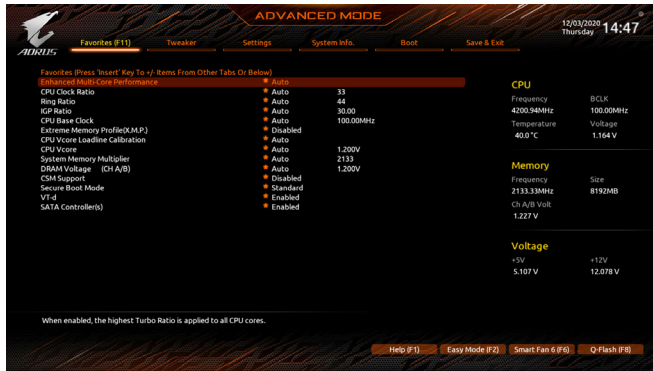 ADVANCED MODE
12/03/2020
Thursday 14:47
AORUS
Favorites (F11) Tweaker Settings System Info. Boot Save & Exit
Favorites (Press 'Insert' Key To +/- Items From Other Tabs Or Below)
Enhanced Multi-Core Performance Auto
CPU Clock Ratio Auto 33
Ring Ratio Auto 44
IGP Ratio Auto 30.00
CPU Base Clock Auto 100.00MHz
Extreme Memory Profile(X.M.P.) Disabled
CPU Vcore Loadline Calibration Auto
CPU Vcore Auto 1.200V
System Memory Multiplier Auto 2133
DRAM Voltage (CH A/B) Auto 1.200V
CSM Support Disabled
Secure Boot Mode Standard
VT-d Enabled
SATA Controller(s) Enabled
CPU
Frequency BCLK
4200.94MHz 100.00MHz
Temperature Voltage
40.0 °C 1.164 V
Memory
Frequency Size
2133.33MHz 8192MB
Ch A/B Volt
1.227 V
Voltage
+5V +12V
5.107 V 12.078 V
When enabled, the highest Turbo Ratio is applied to all CPU cores.
Help (F1) Easy Mode (F2) Smart Fan 6 (F6) Q-Flash (F8)